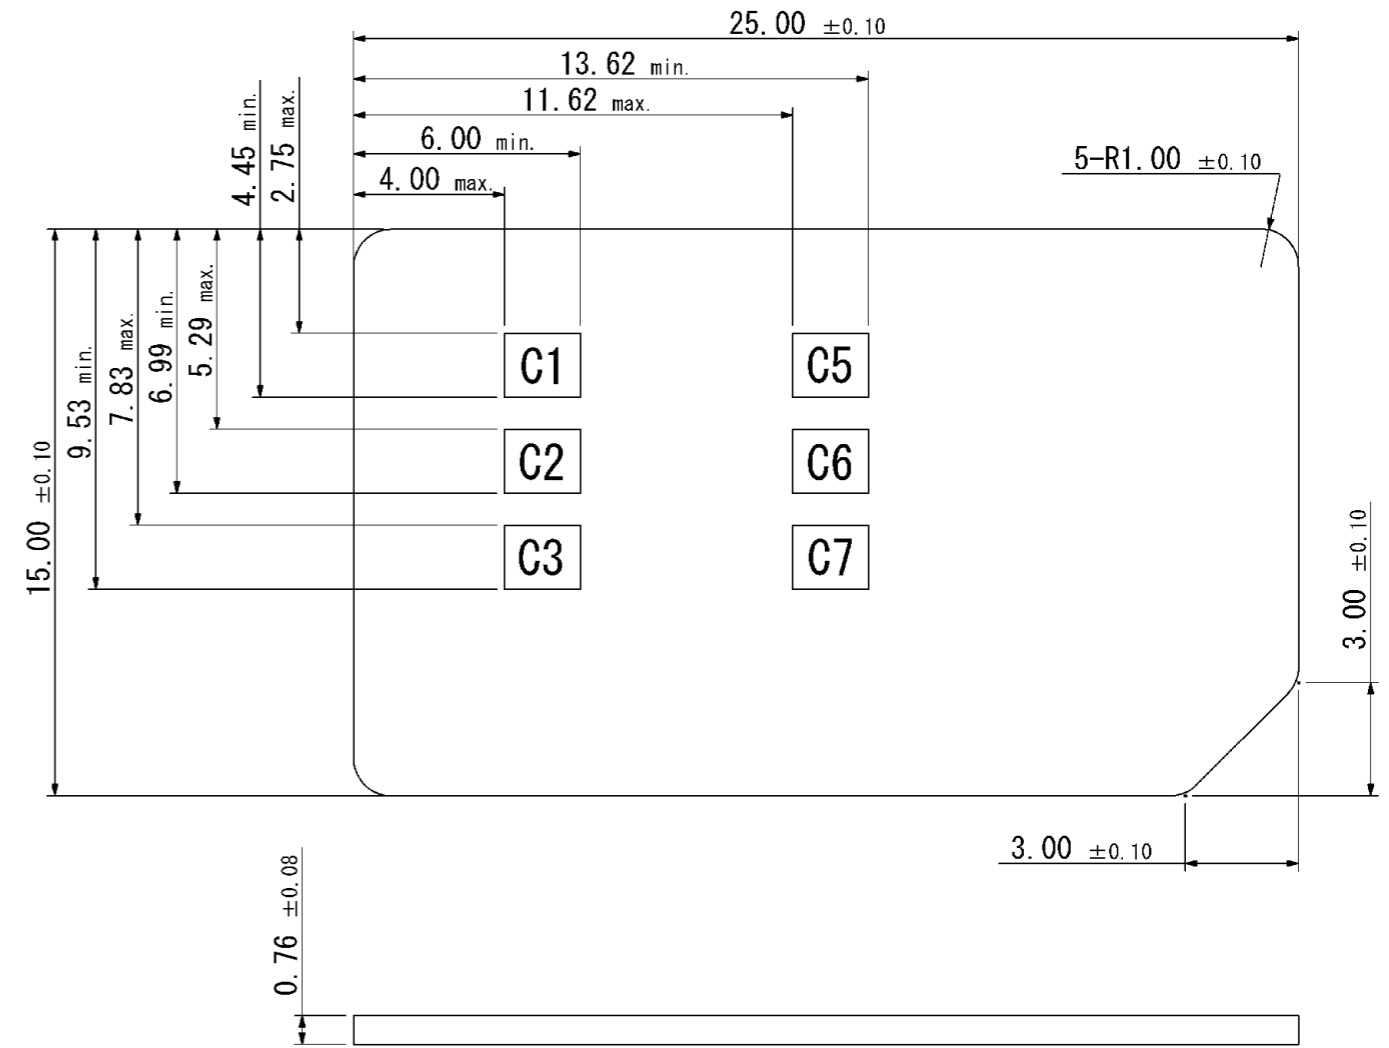 25.00 ±0.10
13.62 min.
11.62 max.
6.00 min.
4.00 max.
5-R1.00 ±0.10
4.45 min.
2.75 max.
5.29 max.
6.99 min.
7.83 max.
9.53 min.
15.00 ±0.10
C1
C5
C2
C6
C3
C7
3.00 ±0.10
3.00 ±0.10
0.76 ±0.08